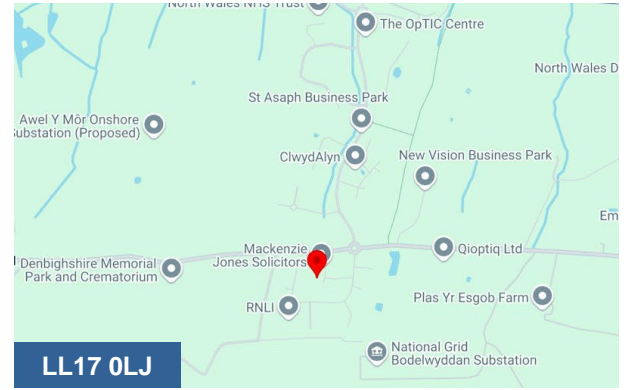 North Wales NHS Trust
The OpTIC Centre
North Wales D
St Asaph Business Park
Awel Y Môr Onshore
ubstation (Proposed)
ClwydAlyn
New Vision Business Park
Em
Mackenzie
Jones Solicitors
Qioptiq Ltd
Denbighshire Memorial
Park and Crematorium
RNLI
Plas Yr Esgob Farm
National Grid
Bodelwyddan Substation
LL17 0LJ